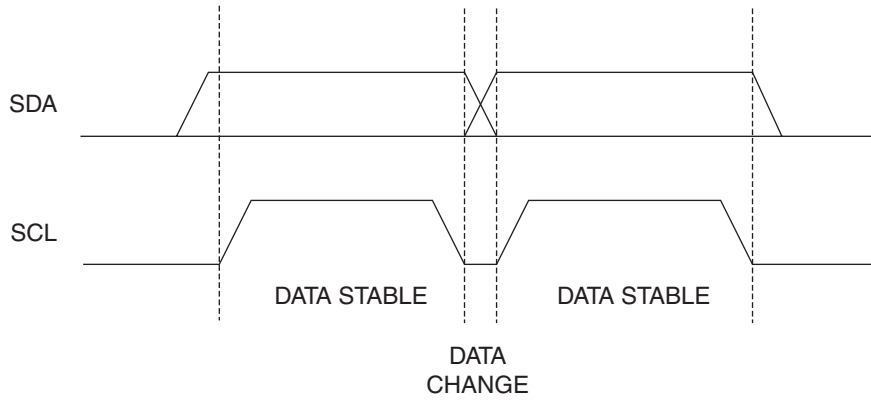 SDA
SCL
DATA STABLE
DATA STABLE
DATA
CHANGE